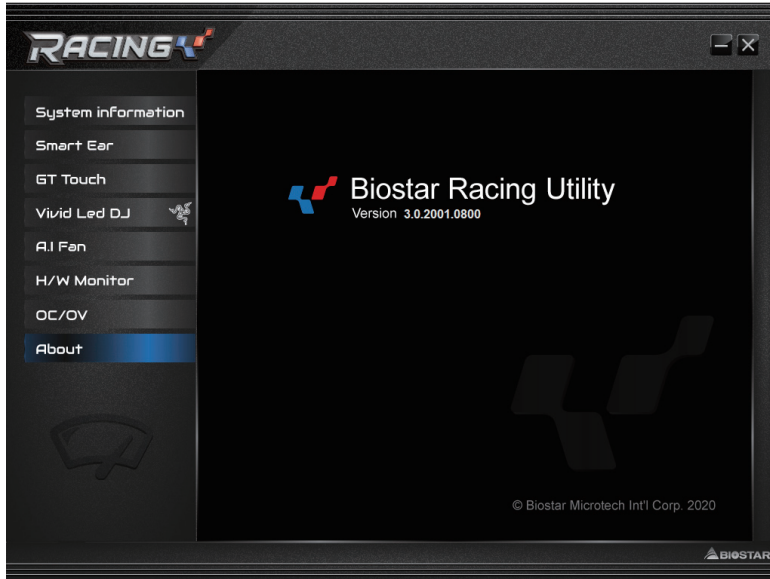 RACING
System information
Smart Ear
GT Touch
Vivid Led DJ
A.I Fan
H/W Monitor
OC/OV
About
Biostar Racing Utility
Version 3.0.2001.0800
© Biostar Microtech Int'l Corp. 2020
BIOSTAR